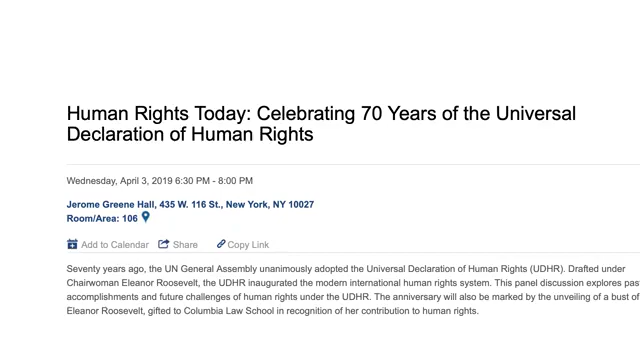 Human Rights Today: Celebrating 70 Years of the Universal
Declaration of Human Rights
Wednesday, April 3, 2019 6:30 PM - 8:00 PM
Jerome Greene Hall, 435 W. 116 St., New York, NY 10027
Room/Area: 106
Add to Calendar Share Copy Link
Seventy years ago, the UN General Assembly unanimously adopted the Universal Declaration of Human Rights (UDHR). Drafted under
Chairwoman Eleanor Roosevelt, the UDHR inaugurated the modern international human rights system. This panel discussion explores pas
accomplishments and future challenges of human rights under the UDHR. The anniversary will also be marked by the unveiling of a bust of
Eleanor Roosevelt, gifted to Columbia Law School in recognition of her contribution to human rights.